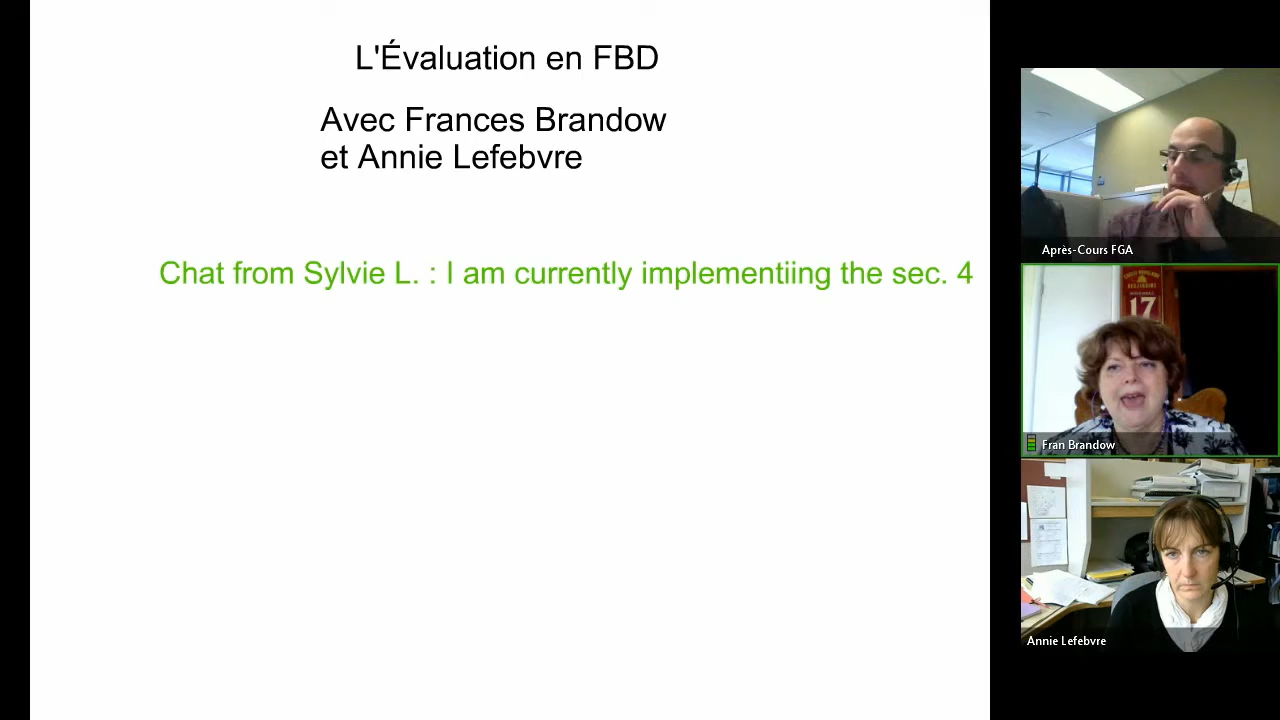 L'Évaluation en FBD
Avec Frances Brandow
et Annie Lefebvre
Chat from Sylvie L. : I am currently implementiing the sec. 4
Après-Cours FGA
17
Fran Brandow
Annie Lefebvre